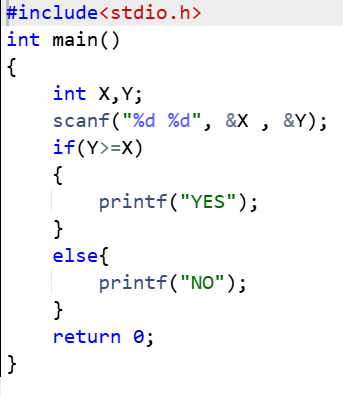 #include<stdio.h>
int main()
{
    int X,Y;
    scanf("%d %d", &X , &Y);
    if(Y>=X)
    {
        printf("YES");
    }
    else{
        printf("NO");
    }
    return 0;
}